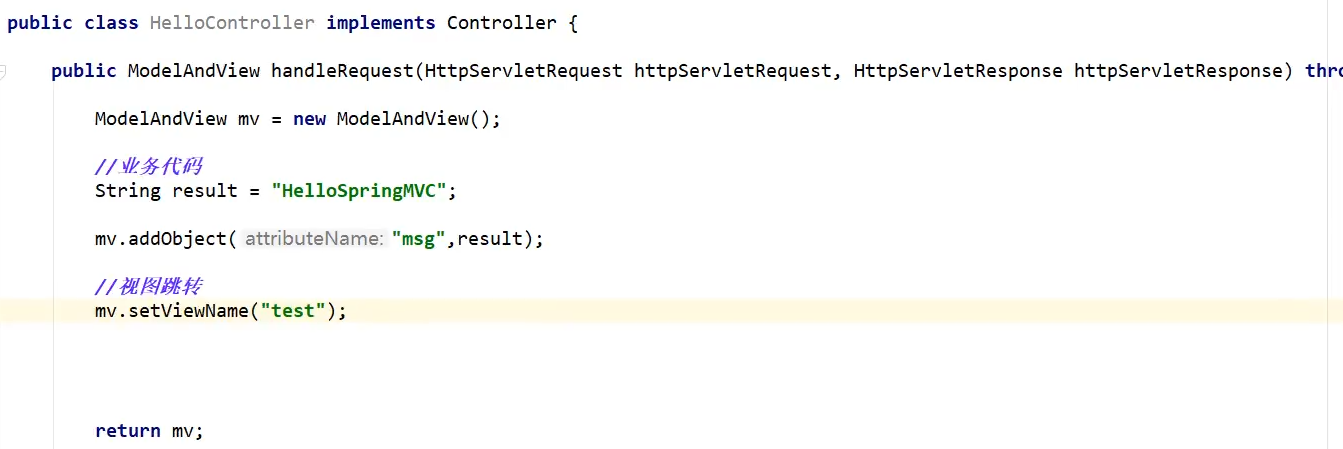 public class HelloController implements Controller {
public ModelAndView handleRequest(HttpServletRequest httpServletRequest, HttpServletResponse httpServletResponse) thro
ModelAndView mv = new ModelAndView();
//业务代码
String result = "HelloSpringMVC";
mv.addObject( attributeName: "msg",result);
//视图跳转
mv.setViewName("test");
return mv;